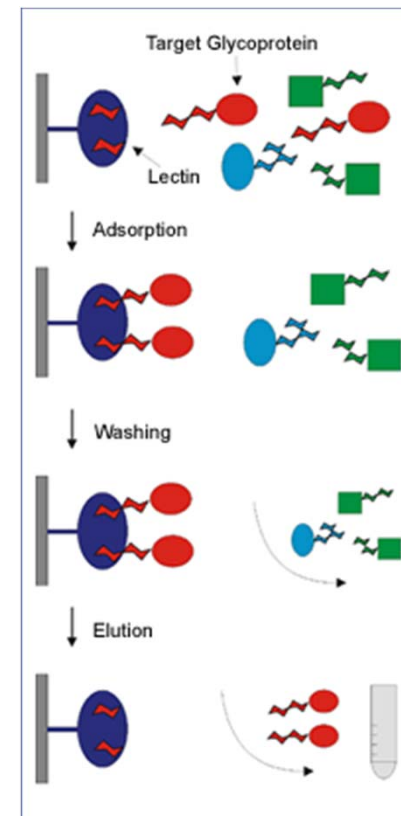 Target Glycoprotein
Lectin
Adsorption
Washing
Elution